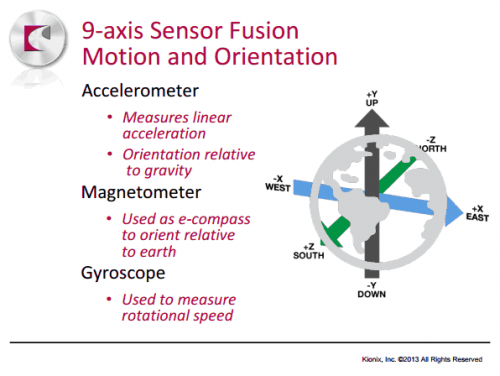 9-axis Sensor Fusion
Motion and Orientation
Accelerometer
• Measures linear
acceleration
• Orientation relative
to gravity
Magnetometer
• Used as e-compass
to orient relative
to earth
Gyroscope
• Used to measure
rotational speed
+Y
UP
-Z
NORTH
-X
WEST
+X
EAST
+Z
SOUTH
-Y
DOWN
Kionix, Inc. ©2013 All Rights Reserved